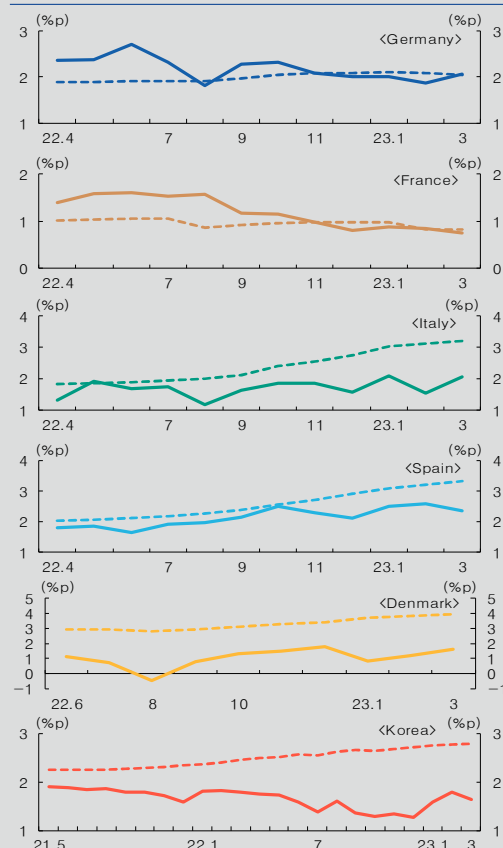 (%p) (%p)
3 <Germany> 3
2 2
1 1
22.4 7 9 11 23.1 3
(%p) (%p)
2 <France> 2
1 1
0 0
22.4 7 9 11 23.1 3
(%p) (%p)
4 <Italy> 4
3 3
2 2
1 1
22.4 7 9 11 23.1 3
(%p) (%p)
4 <Spain> 4
3 3
2 2
1 1
22.4 7 9 11 23.1 3
(%p) (%p)
5 <Denmark> 5
4 4
3 3
2 2
1 1
0 0
−1 −1
22.6 8 10 23.1 3
(%p) (%p)
3 <Korea> 3
2 2
1 1
21.5 22.1 7 23.1 3